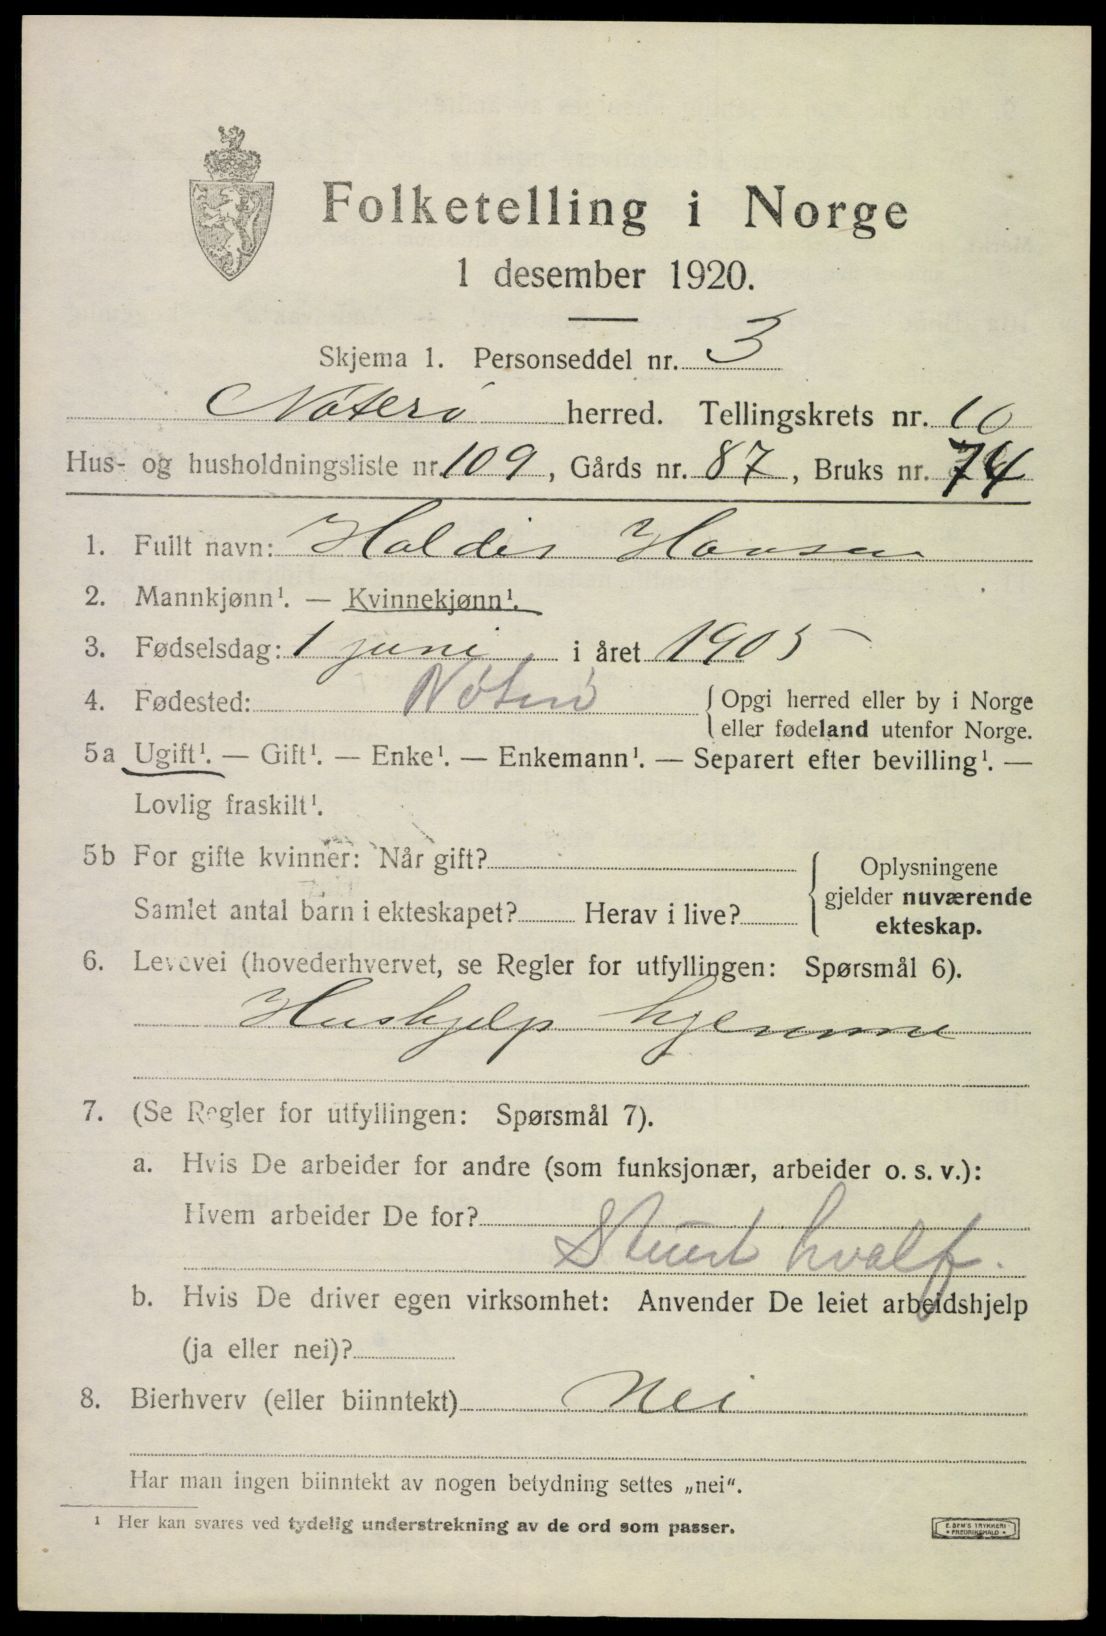 Folketelling i Norge
1 desember 1920.
Skjema 1. Personseddel nr. 3
Nøterø herred. Tellingskrets nr. 10
Hus- og husholdningsliste nr. 109, Gårds nr. 87, Bruks nr. 74
1. Fullt navn: Haldis Hansen
2. Mannkjønn¹. — Kvinnekjønn¹.
3. Fødselsdag: 1 juni i året 1905
4. Fødested: Nøterø {Opgi herred eller by i Norge
eller fødeland utenfor Norge.
5a Ugift¹. — Gift¹. — Enke¹. — Enkemann¹. — Separert efter bevilling¹. —
Lovlig fraskilt¹.
5b For gifte kvinner: Når gift?
Samlet antal barn i ekteskapet? Herav i live?
Oplysningene
gjelder nuværende
ekteskap.
6. Levevei (hovederhvervet, se Regler for utfyllingen: Spørsmål 6).
Hushjelp hjemme
7. (Se Regler for utfyllingen: Spørsmål 7).
a. Hvis De arbeider for andre (som funksjonær, arbeider o. s. v.):
Hvem arbeider De for?
hvalf.
b. Hvis De driver egen virksomhet: Anvender De leiet arbeidshjelp
(ja eller nei)?
8. Bierhverv (eller biinntekt) Nei
Har man ingen biinntekt av nogen betydning settes „nei“.
¹ Her kan svares ved tydelig understrekning av de ord som passer.
E. SEM'S TRYKKERI
FREDRIKSHALD